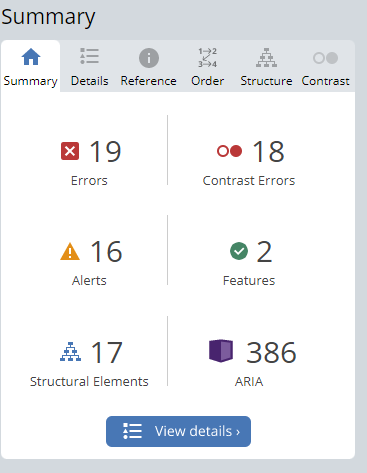 Summary
Summary Details Reference Order Structure Contrast
19 18
Errors Contrast Errors
16 2
Alerts Features
17 386
Structural Elements ARIA
View details ›